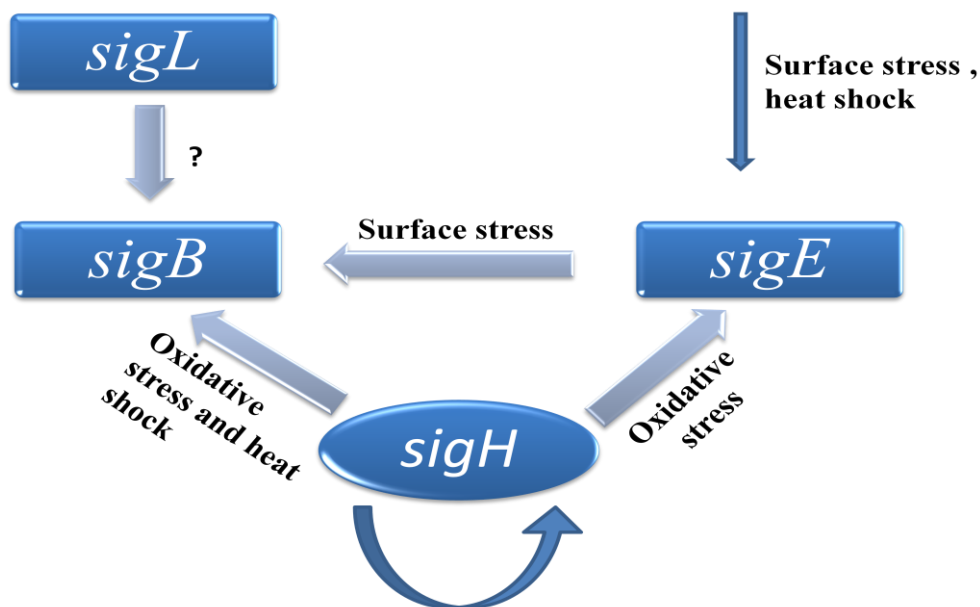 sigL
Surface stress ,
heat shock
?
Surface stress
sigB
sigE
Oxidative
stress and heat
shock
Oxidative
stress
sigH